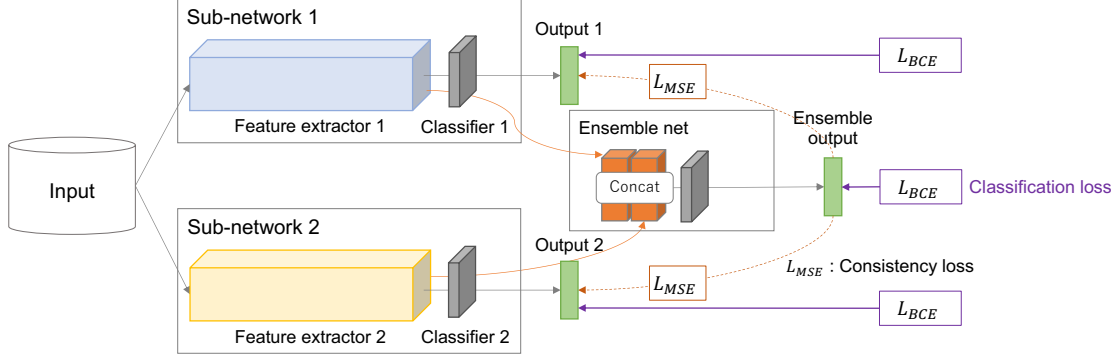 Sub-network 1
Feature extractor 1
Classifier 1
Output 1
L_BCE
L_MSE
Input
Ensemble net
Concat
Ensemble
output
L_BCE
Classification loss
Sub-network 2
Feature extractor 2
Classifier 2
Output 2
L_MSE
L_MSE : Consistency loss
L_BCE